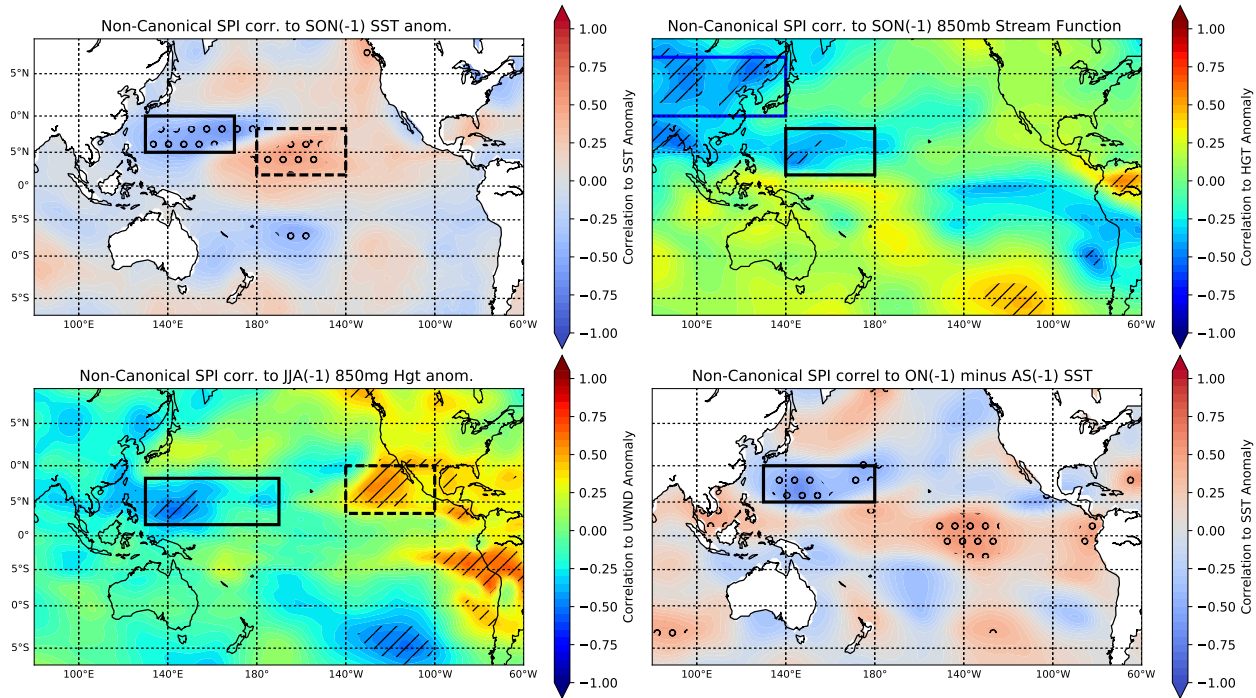 Non-Canonical SPI corr. to SON(-1) SST anom.
5°N
0°N
5°N
0°
5°S
0°S
5°S
100°E 140°E 180° 140°W 100°W 60°W
1.00
0.75
0.50
0.25
0.00
−0.25
−0.50
−0.75
−1.00
Correlation to SST Anomaly
Non-Canonical SPI corr. to SON(-1) 850mb Stream Function
5°N
0°N
5°N
0°
5°S
0°S
5°S
100°E 140°E 180° 140°W 100°W 60°W
1.00
0.75
0.50
0.25
0.00
−0.25
−0.50
−0.75
−1.00
Correlation to HGT Anomaly
Non-Canonical SPI corr. to JJA(-1) 850mg Hgt anom.
5°N
0°N
5°N
0°
5°S
0°S
5°S
100°E 140°E 180° 140°W 100°W 60°W
1.00
0.75
0.50
0.25
0.00
−0.25
−0.50
−0.75
−1.00
Correlation to UWND Anomaly
Non-Canonical SPI correl to ON(-1) minus AS(-1) SST
5°N
0°N
5°N
0°
5°S
0°S
5°S
100°E 140°E 180° 140°W 100°W 60°W
1.00
0.75
0.50
0.25
0.00
−0.25
−0.50
−0.75
−1.00
Correlation to SST Anomaly